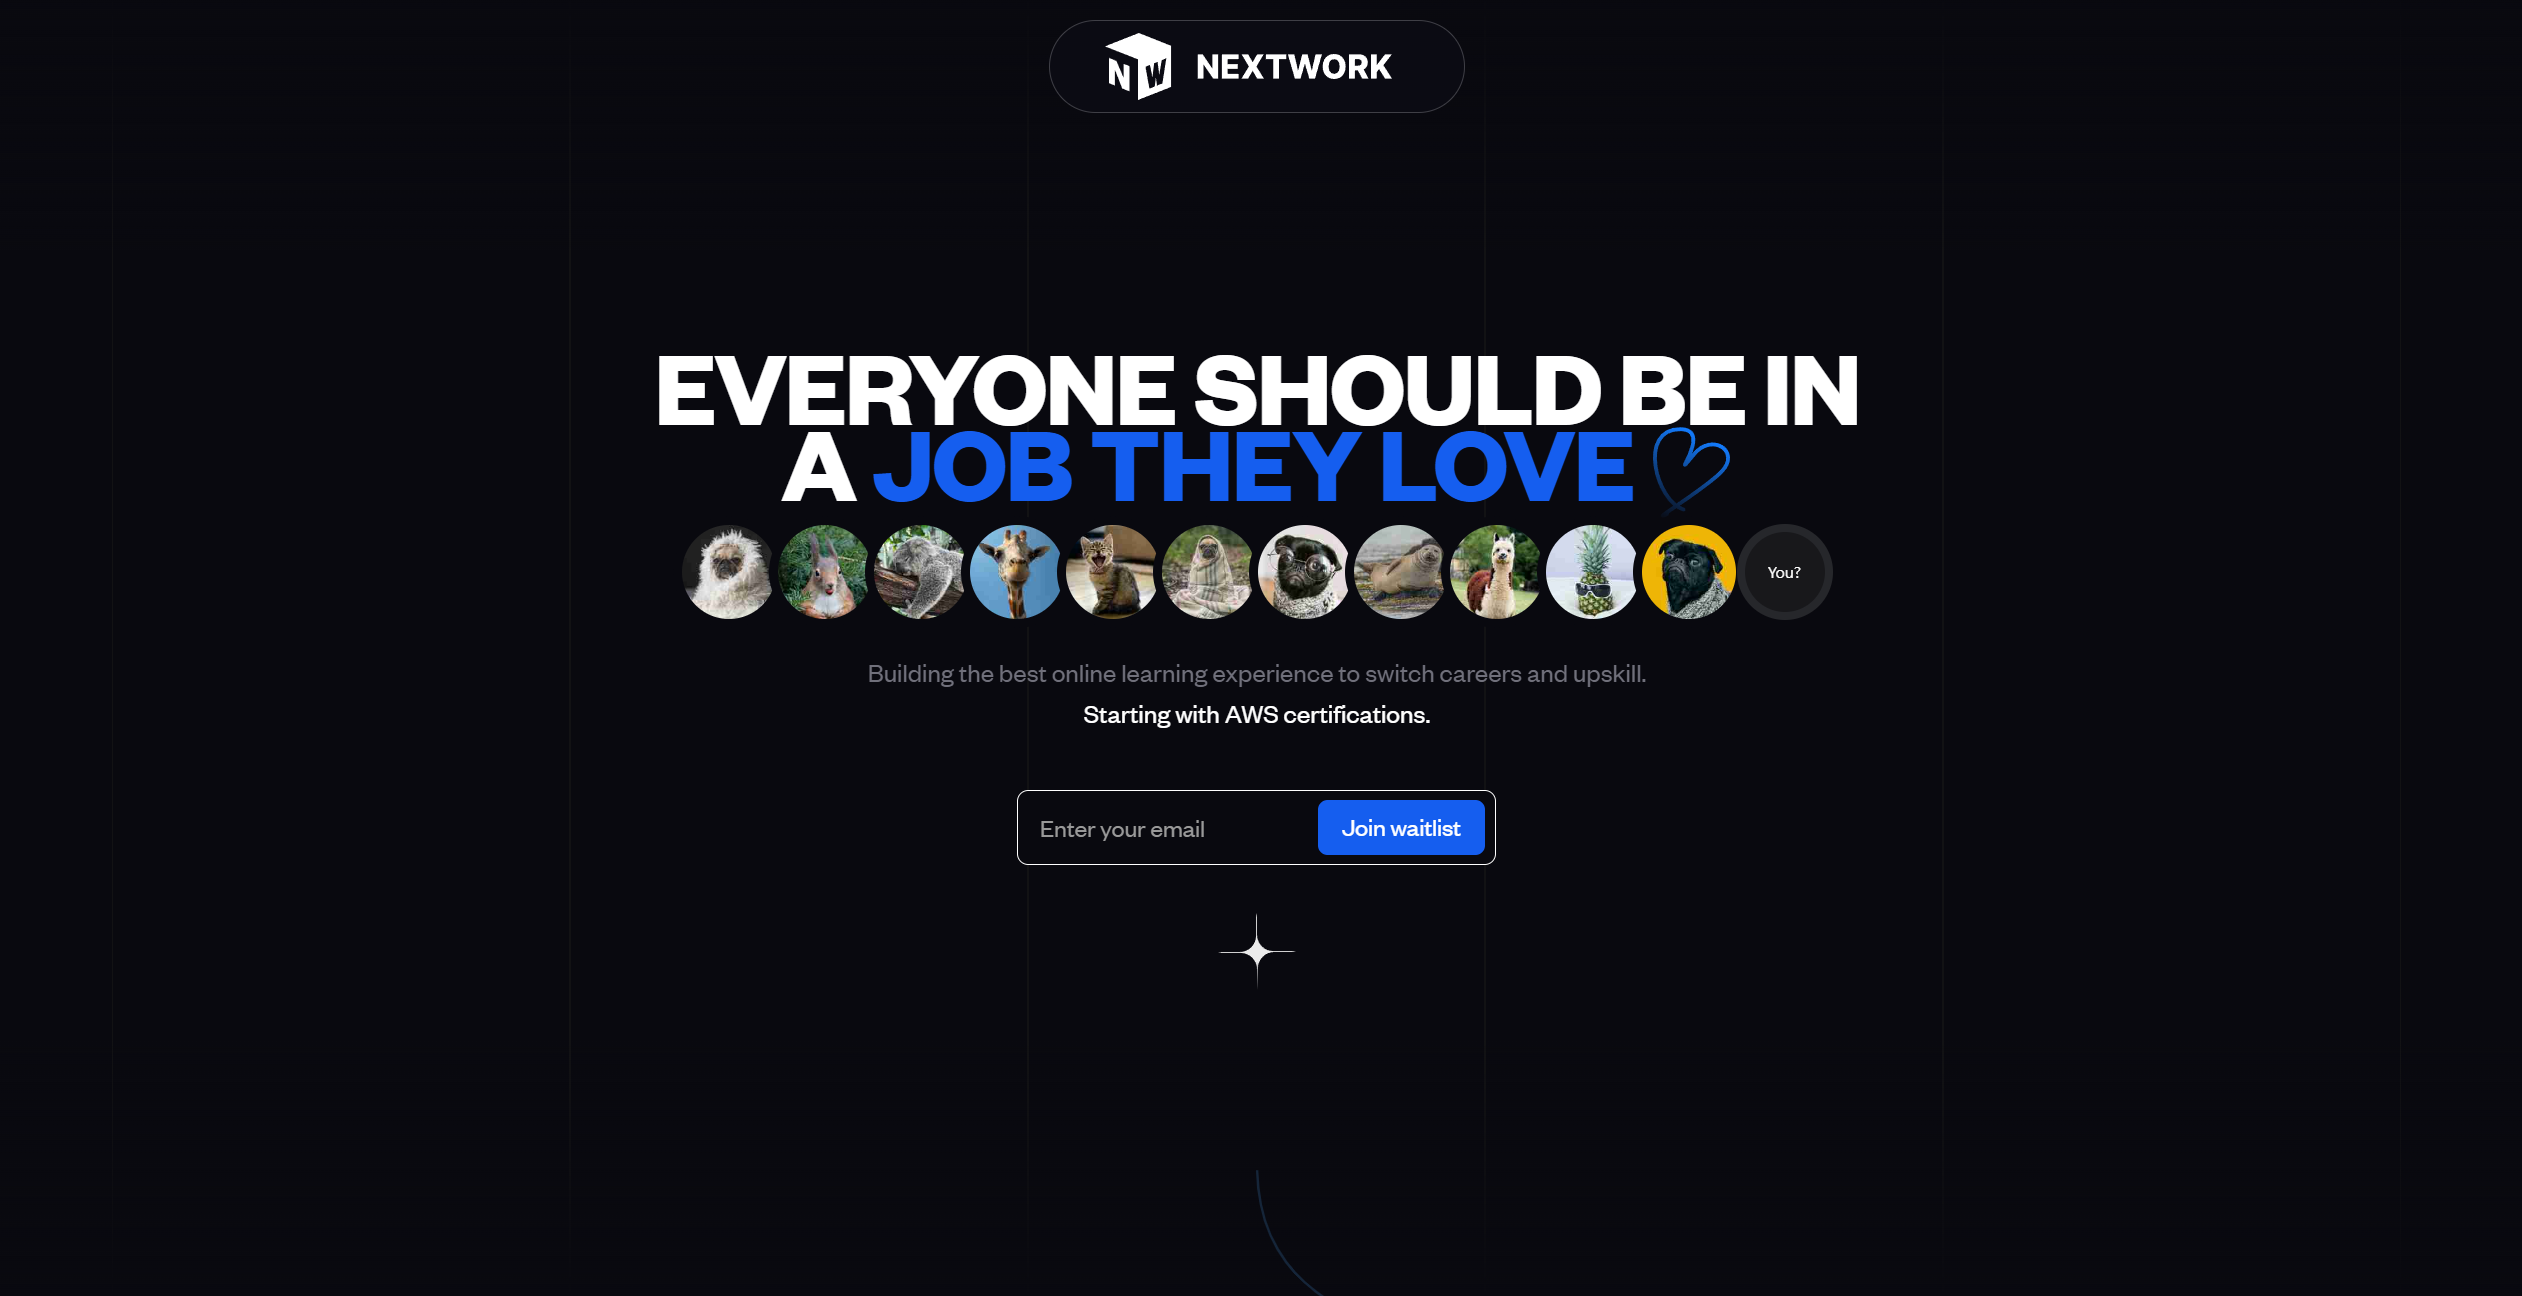 NW NEXTWORK
EVERYONE SHOULD BE IN
A JOB THEY LOVE
You?
Building the best online learning experience to switch careers and upskill.
Starting with AWS certifications.
Enter your email
Join waitlist